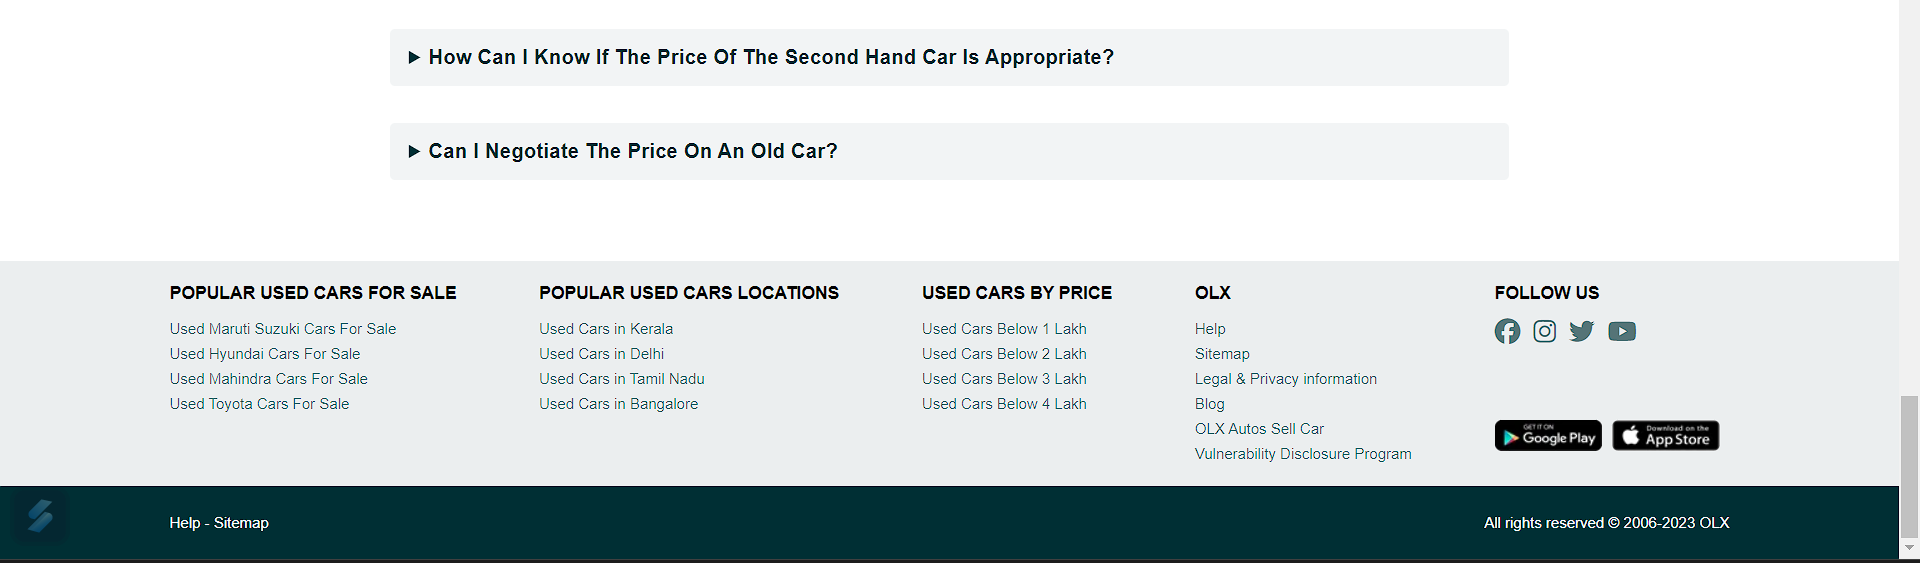 How Can I Know If The Price Of The Second Hand Car Is Appropriate?
Can I Negotiate The Price On An Old Car?
POPULAR USED CARS FOR SALE
Used Maruti Suzuki Cars For Sale
Used Hyundai Cars For Sale
Used Mahindra Cars For Sale
Used Toyota Cars For Sale
POPULAR USED CARS LOCATIONS
Used Cars in Kerala
Used Cars in Delhi
Used Cars in Tamil Nadu
Used Cars in Bangalore
USED CARS BY PRICE
Used Cars Below 1 Lakh
Used Cars Below 2 Lakh
Used Cars Below 3 Lakh
Used Cars Below 4 Lakh
OLX
Help
Sitemap
Legal & Privacy information
Blog
OLX Autos Sell Car
Vulnerability Disclosure Program
FOLLOW US
GET IT ON
Google Play
Download on the
App Store
Help - Sitemap
All rights reserved © 2006-2023 OLX